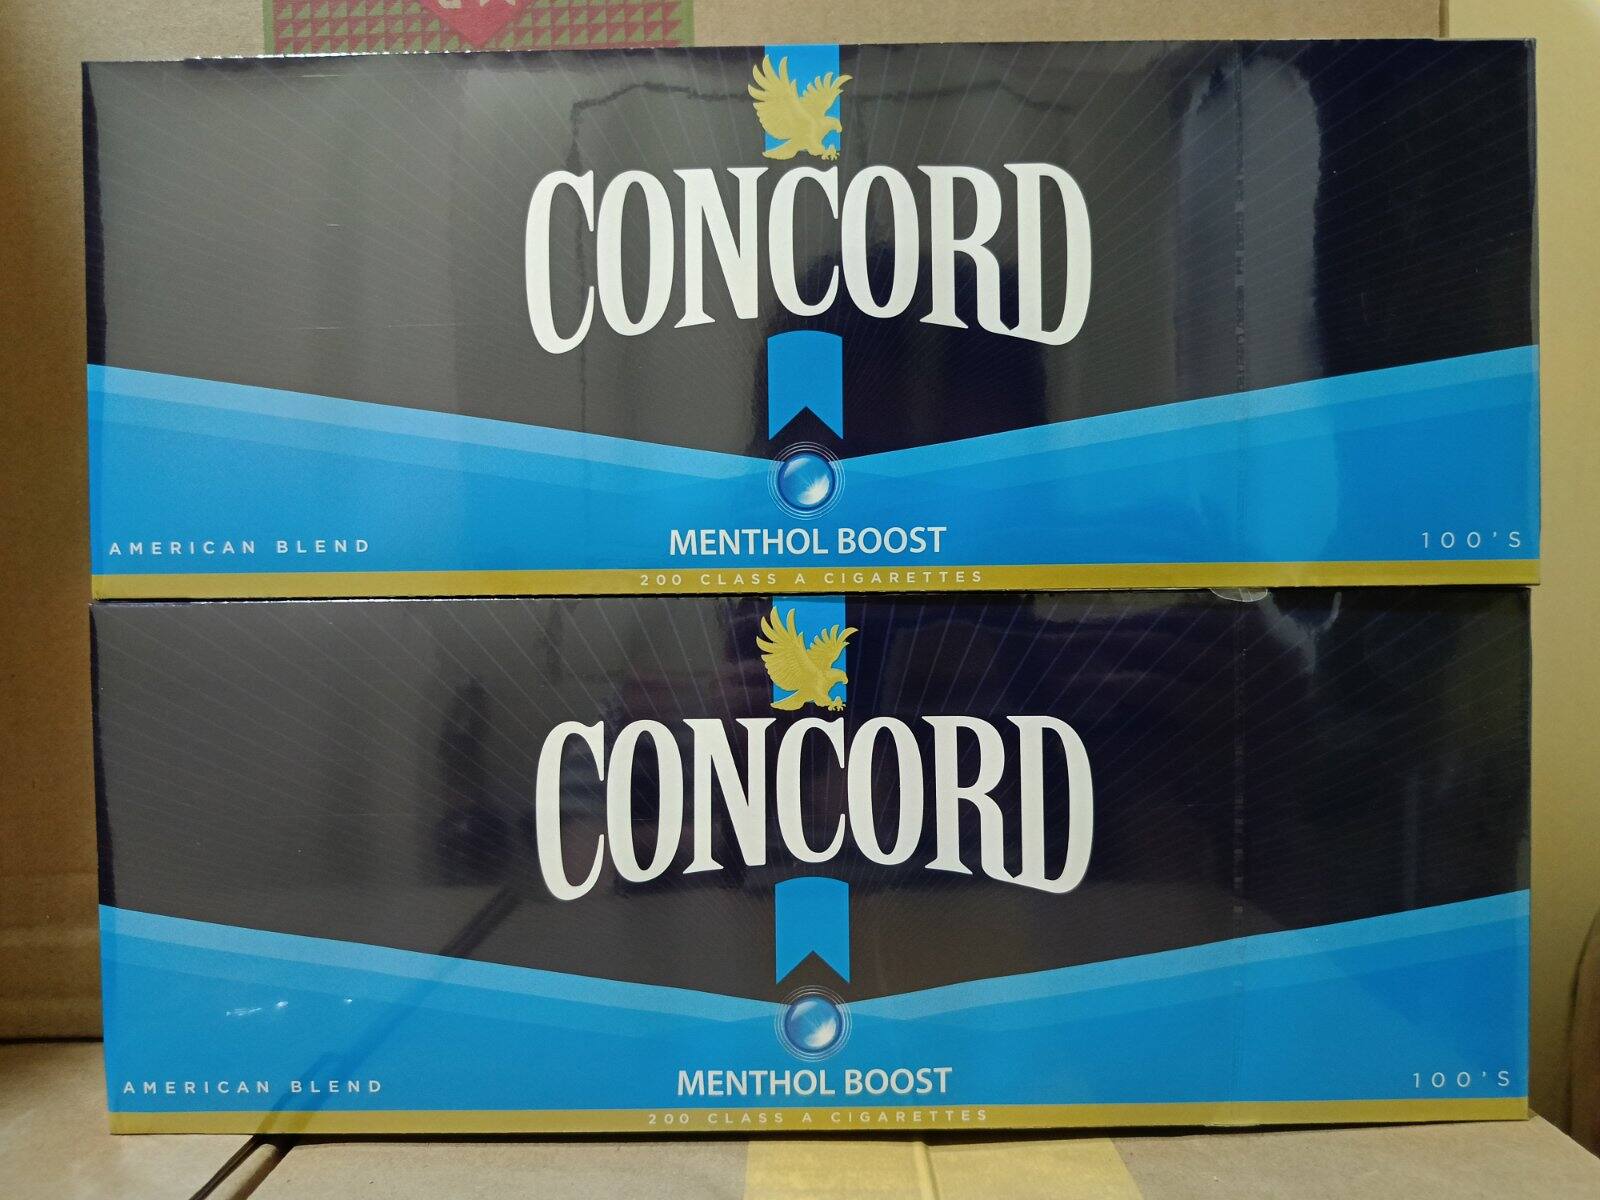 CONCORD
MENTHOL BOOST
AMERICAN BLEND
100'S
200 CLASS A CIGARETTES
CONCORD
MENTHOL BOOST
AMERICAN BLEND
100'S
200 CLASS A CIGARETTES